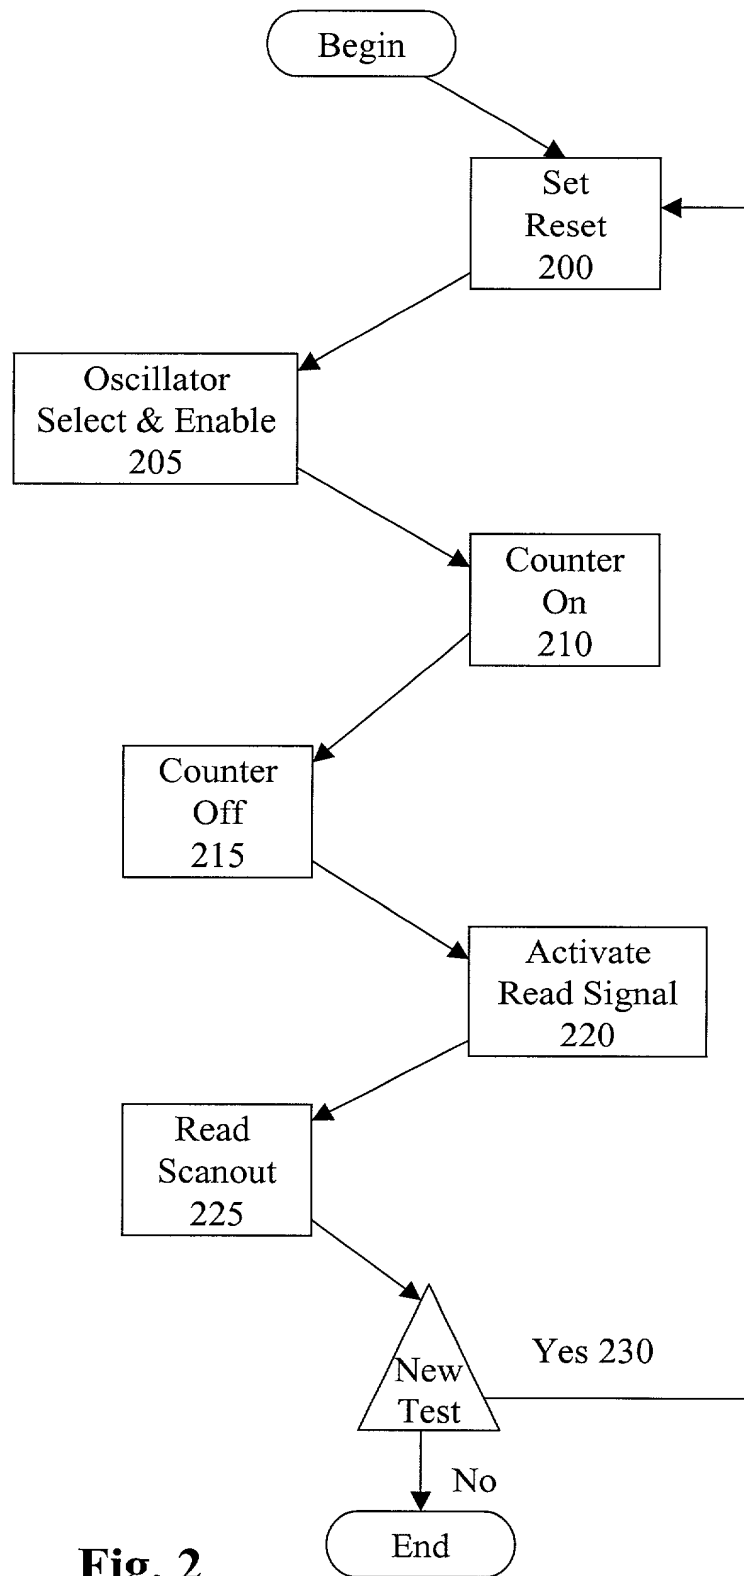 Begin
Set
Reset
200
Oscillator
Select & Enable
205
Counter
On
210
Counter
Off
215
Activate
Read Signal
220
Read
Scanout
225
Yes 230
New
Test
No
End
Fig. 2